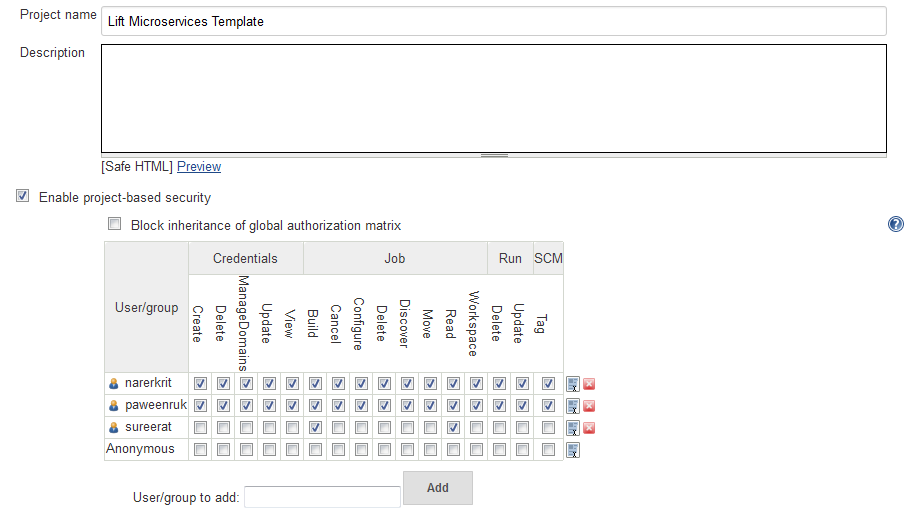 Project name Lift Microservices Template
Description
[Safe HTML] Preview
Enable project-based security
Block inheritance of global authorization matrix
User/group Credentials Job Run SCM
Create Delete ManageDomains Update View Build Cancel Configure Delete Discover Move Read Workspace Delete Update Tag
narerkrit
paweenruk
sureerat
Anonymous
User/group to add: Add